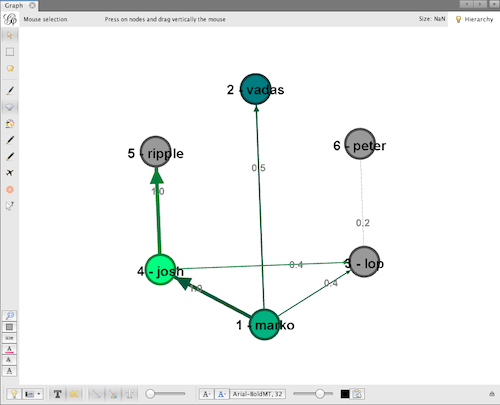 Graph
Mouse selection
Press on nodes and drag vertically the mouse
Size: NaN
Hierarchy
2 - vadas
5 - ripple
6 - peter
0.5
1.0
0.2
4 - josh
0.4
3 - lop
1.0
0.4
1 - marko
A
A
A
T
A-
A-
Arial-BoldMT, 32